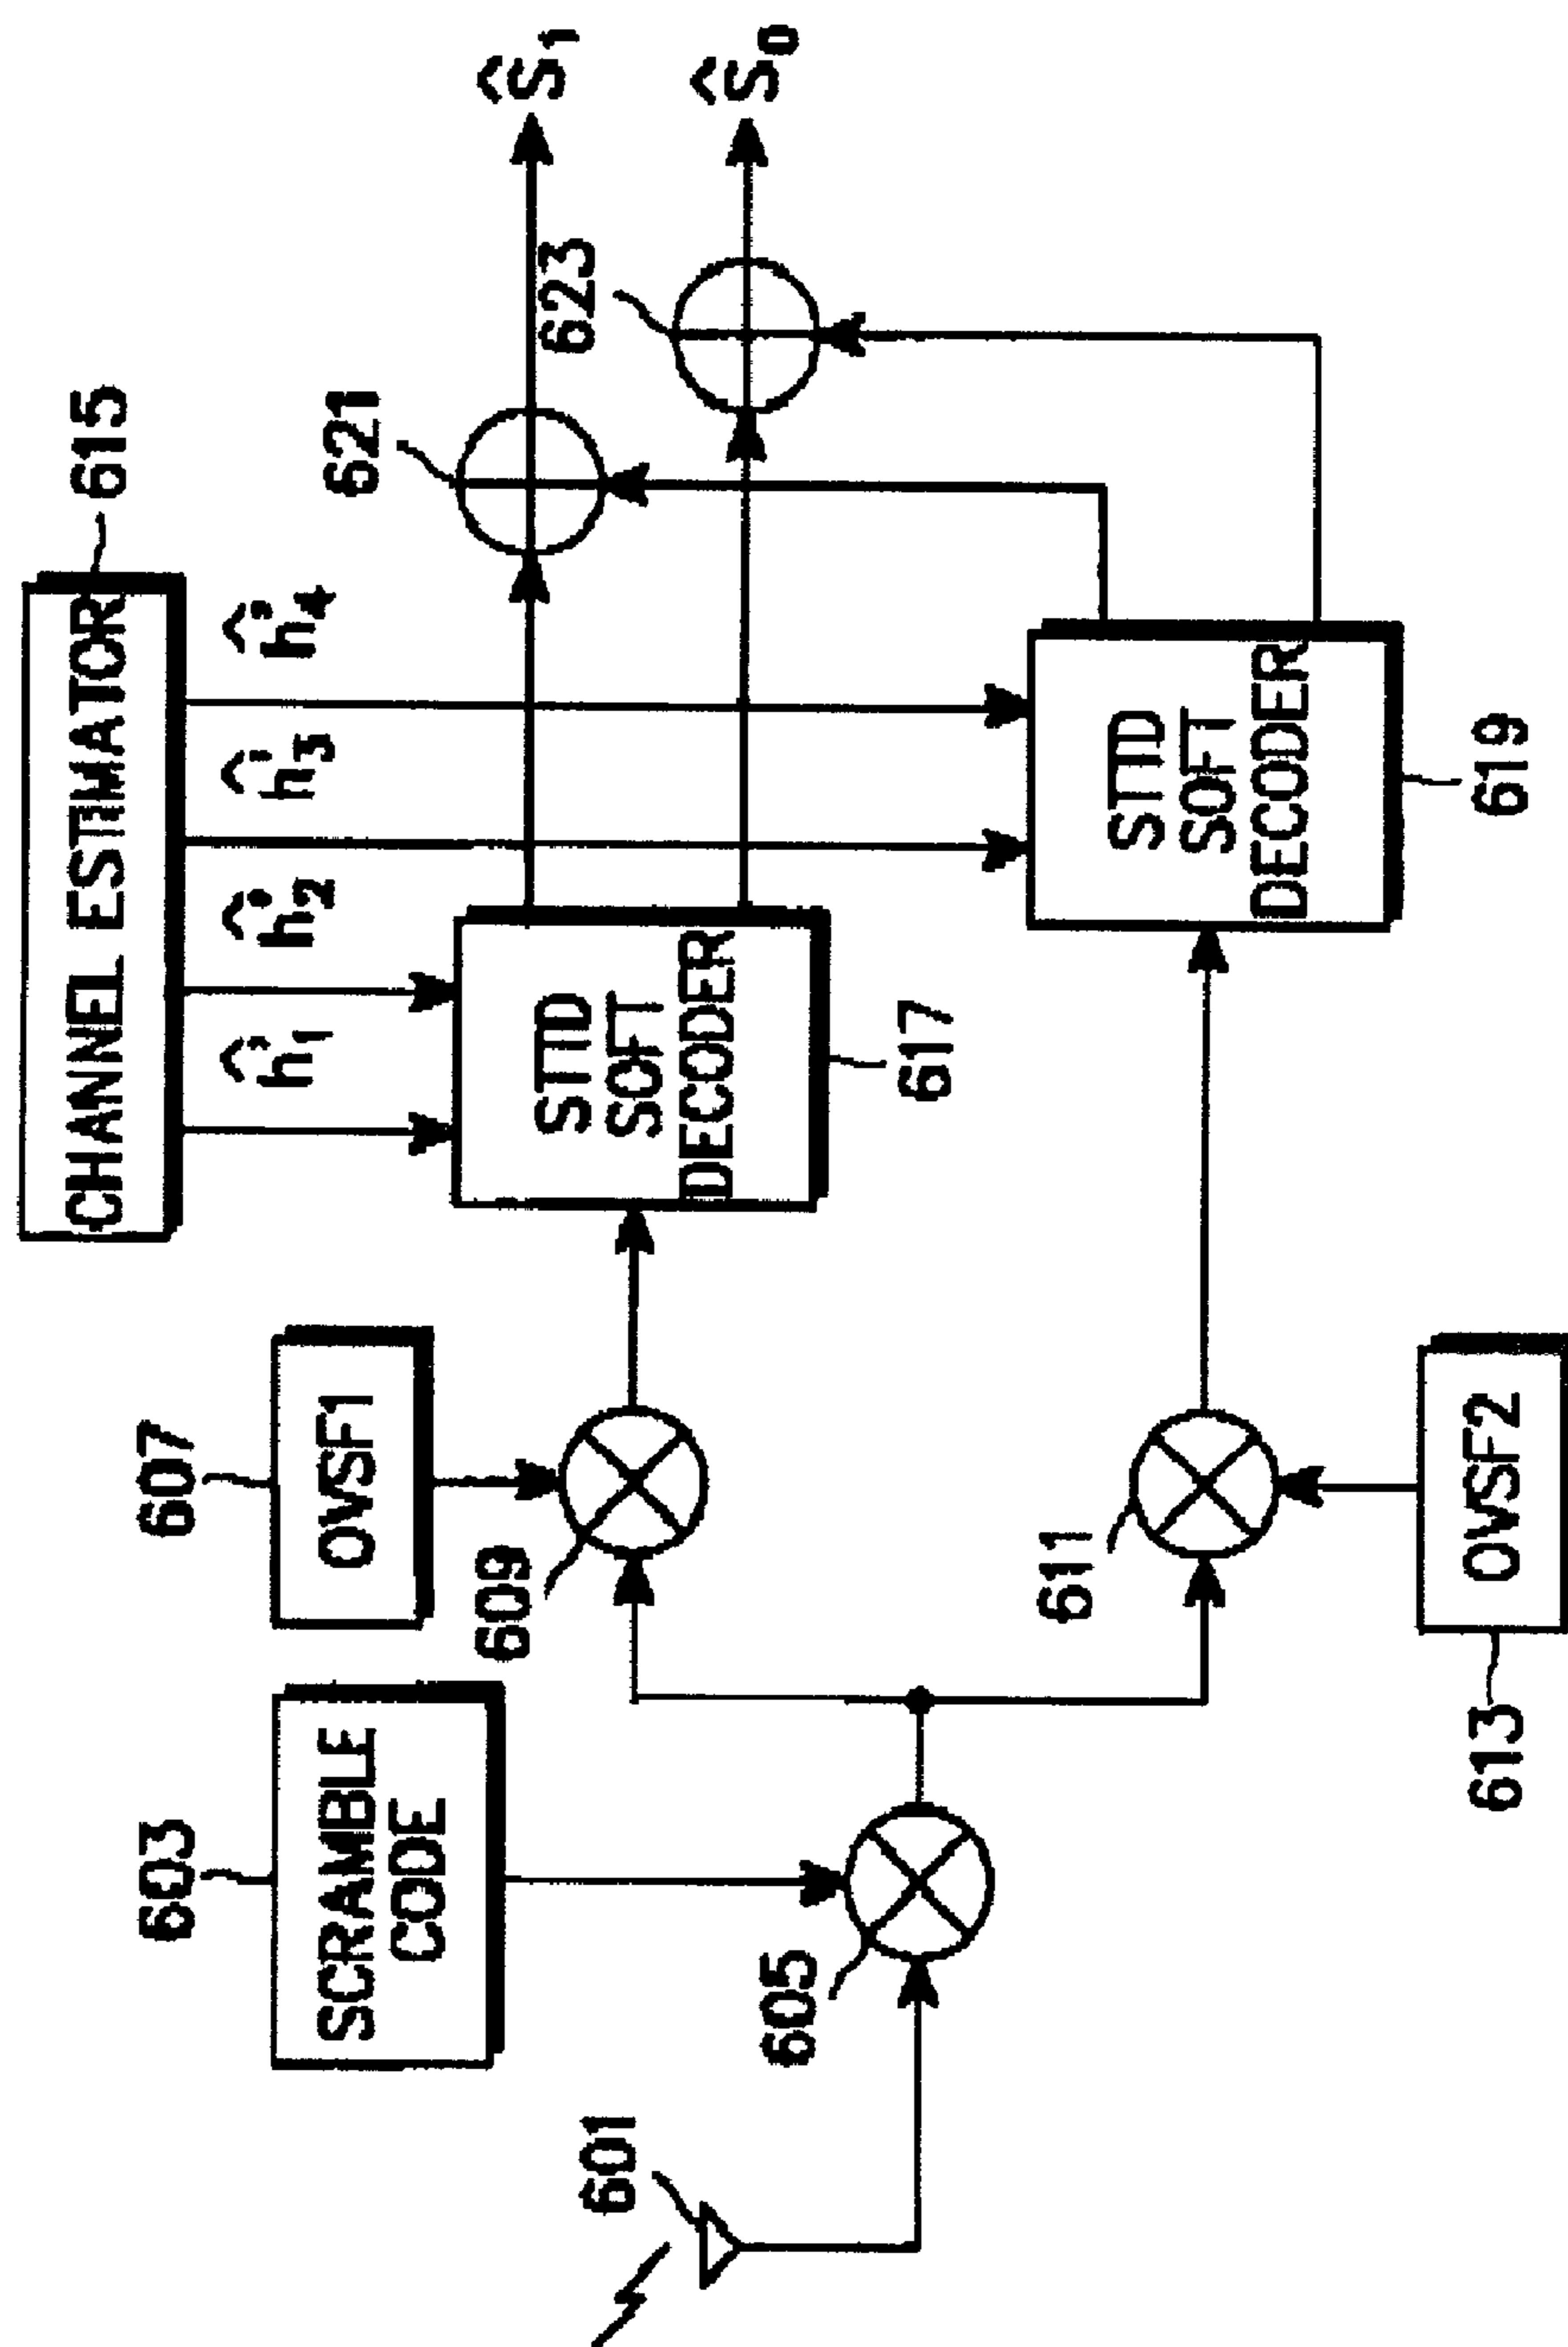 CHANNEL ESTIMATOR
615
ĥ₁
ĥ₂
ĥ₃
ĥ₄
603
SCRAMBLE
CODE
607
OVSF1
621
Ŝ₁
601
605
609
STTD
SOFT
DECODER
617
623
Ŝ₀
611
STTD
SOFT
DECODER
619
613
OVSF2